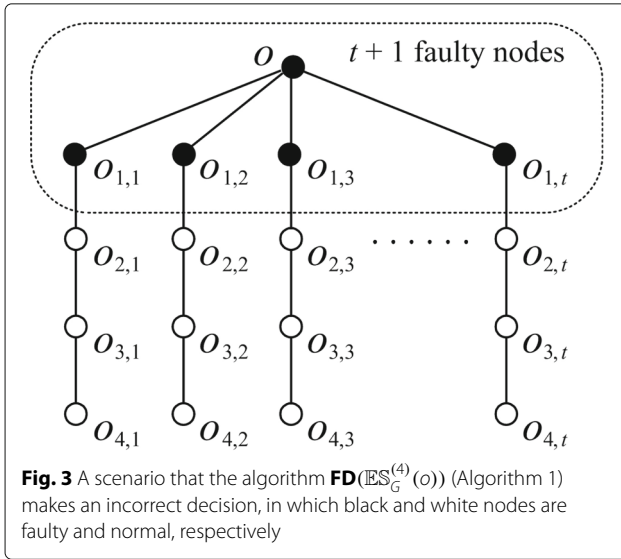 o t + 1 faulty nodes
o1,1 o1,2 o1,3 o1,t
o2,1 o2,2 o2,3 . . . . . . o2,t
o3,1 o3,2 o3,3 o3,t
o4,1 o4,2 o4,3 o4,t
Fig. 3 A scenario that the algorithm FD(𝔼𝕊_G^(4)(o)) (Algorithm 1)
makes an incorrect decision, in which black and white nodes are
faulty and normal, respectively